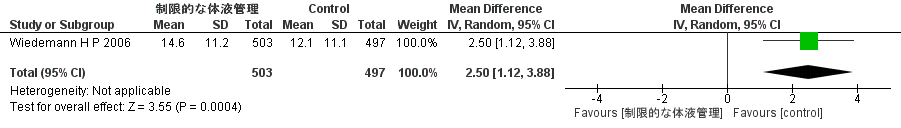 制限的な体液管理 Control Mean Difference Mean Difference
Study or Subgroup Mean SD Total Mean SD Total Weight IV, Random, 95% CI IV, Random, 95% CI
Wiedemann H P 2006 14.6 11.2 503 12.1 11.1 497 100.0% 2.50 [1.12, 3.88]
Total (95% CI) 503 497 100.0% 2.50 [1.12, 3.88]
Heterogeneity: Not applicable
Test for overall effect: Z = 3.55 (P = 0.0004)
-4 -2 0 2 4
Favours [制限的な体液管理] Favours [control]